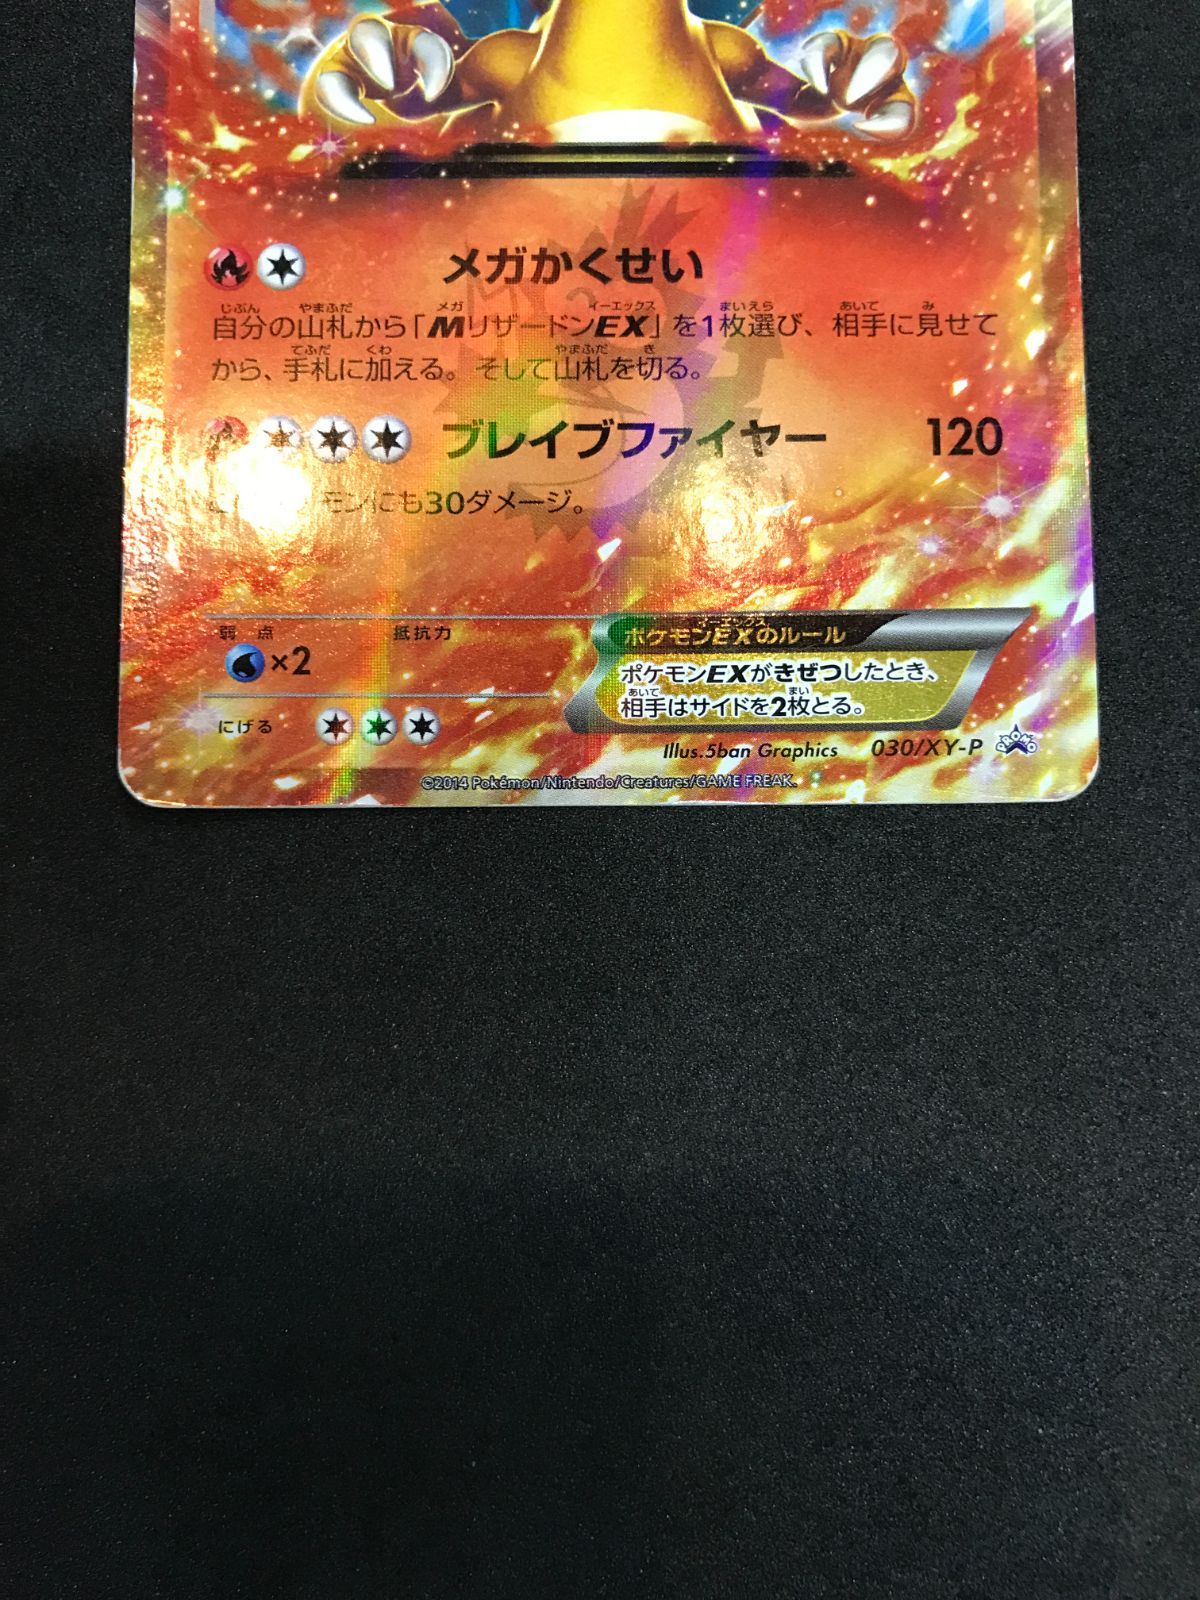 メガかくせい
自分の山札から「MリザードンEX」を1枚選び、相手に見せて
から、手札に加える。そして山札を切る。
ブレイブファイヤー 120
モンにも30ダメージ。
弱点 抵抗力
×2
にげる
ポケモンEXのルール
ポケモンEXがきぜつしたとき、
相手はサイドを2枚とる。
Illus.5ban Graphics 030/XY-P
©2014 Pokémon/Nintendo/Creatures/GAME FREAK.